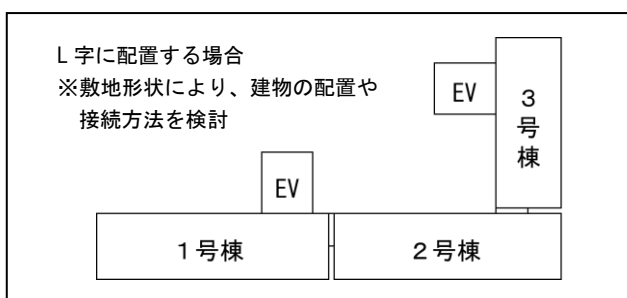 L字に配置する場合
※敷地形状により、建物の配置や
接続方法を検討
EV
3号棟
EV
1号棟
2号棟